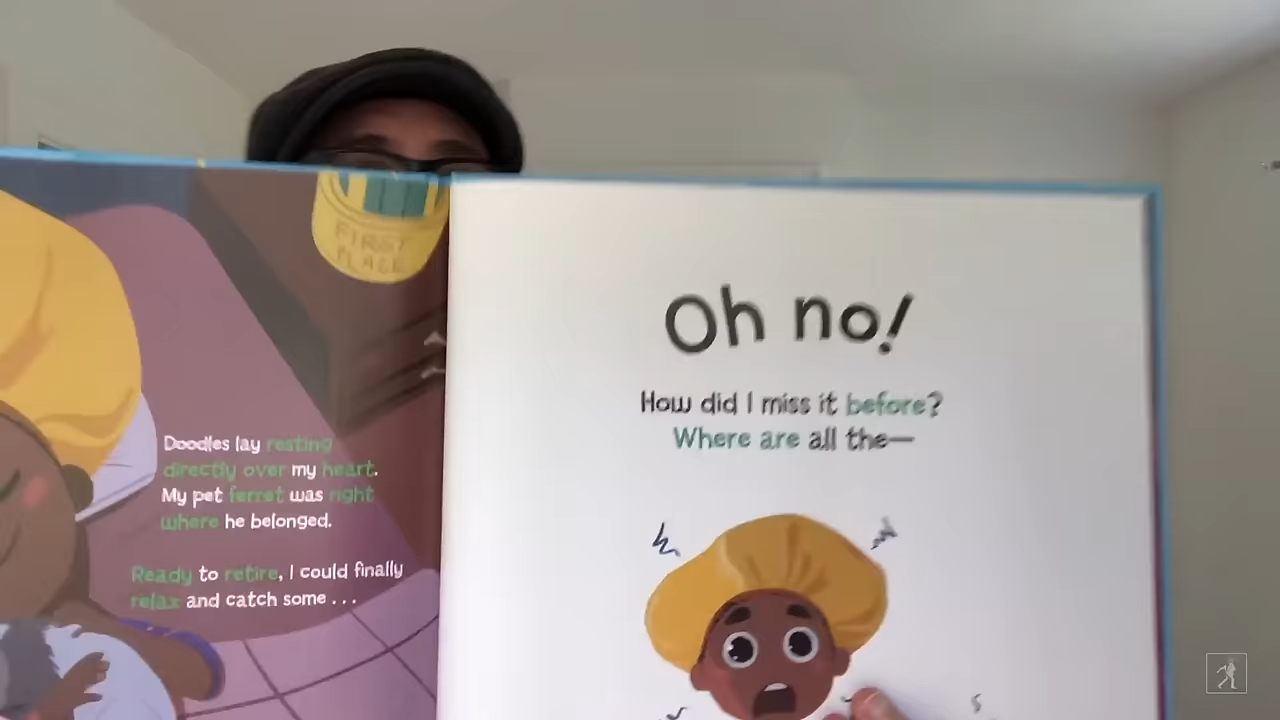 FIRST
PLACE
Doodles lay resting
directly over my heart.
My pet ferret was right
where he belonged.
Ready to retire, I could finally
relax and catch some . . .
Oh no!
How did I miss it before?
Where are all the—